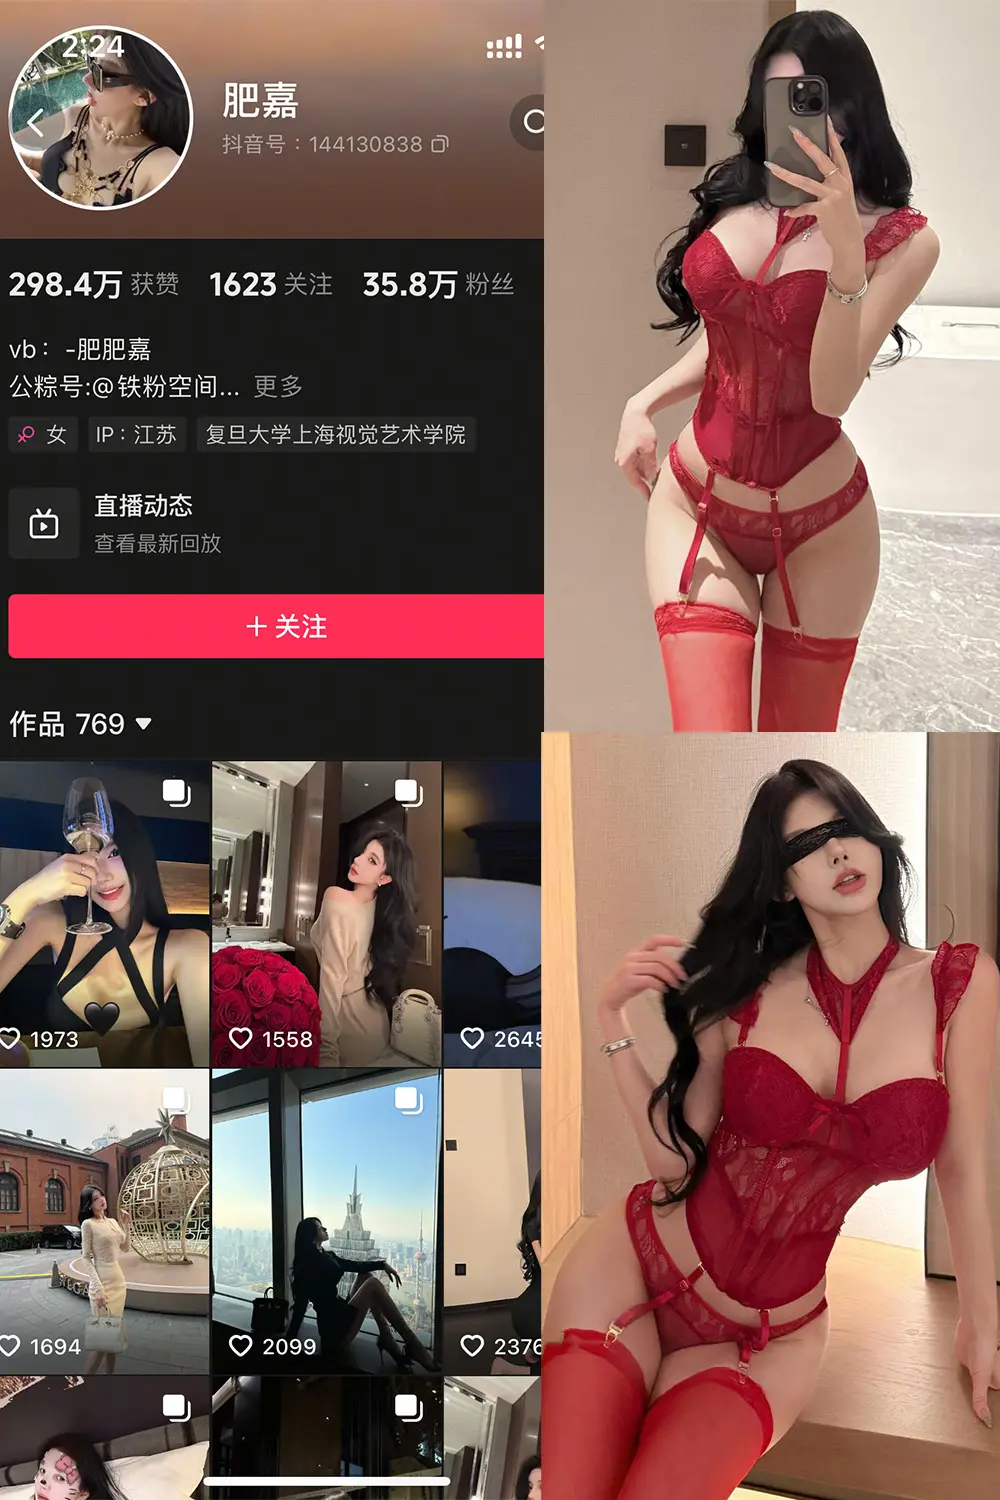 2:24
肥嘉
抖音号：144130838
298.4万 获赞 1623 关注 35.8万 粉丝
vb： -肥肥嘉
公粽号:@铁粉空间... 更多
女 IP：江苏 复旦大学上海视觉艺术学院
直播动态
查看最新回放
+ 关注
作品 769
1973 1558 2645
1694 2099 2376